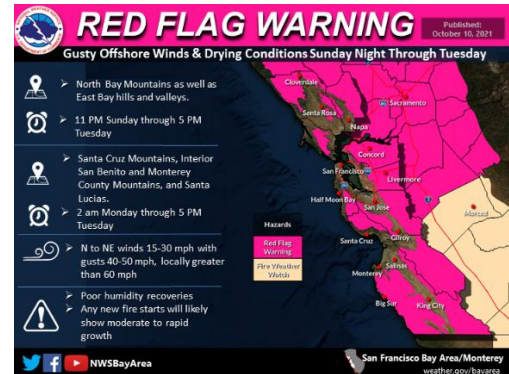 RED FLAG WARNING
Published:
October 10, 2021
Gusty Offshore Winds & Drying Conditions Sunday Night Through Tuesday
➤ North Bay Mountains as well as
East Bay hills and valleys.
➤ 11 PM Sunday through 5 PM
Tuesday
➤ Santa Cruz Mountains, Interior
San Benito and Monterey
County Mountains, and Santa
Lucias.
➤ 2 am Monday through 5 PM
Tuesday
➤ N to NE winds 15-30 mph with
gusts 40-50 mph, locally greater
than 60 mph
➤ Poor humidity recoveries
➤ Any new fire starts will likely
show moderate to rapid
growth
Cloverdale
Santa Rosa
Sacramento
Napa
Concord
San Francisco
Livermore
Half Moon Bay
San Jose
Merced
Santa Cruz
Gilroy
Salinas
Monterey
Big Sur
King City
Hazards
Red Flag
Warning
Fire Weather
Watch
NWSBayArea
San Francisco Bay Area/Monterey
weather.gov/bayarea